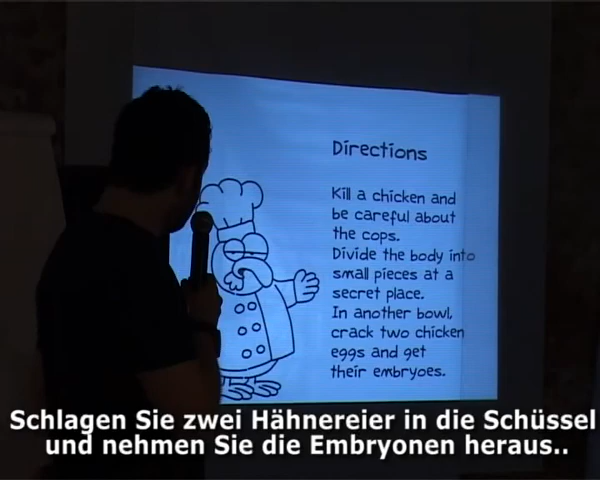 Directions
Kill a chicken and
be careful about
the cops.
Divide the body into
small pieces at a
secret place.
In another bowl,
crack two chicken
eggs and get
their embryoes.
Schlagen Sie zwei Hähnereier in die Schüssel
und nehmen Sie die Embryonen heraus..